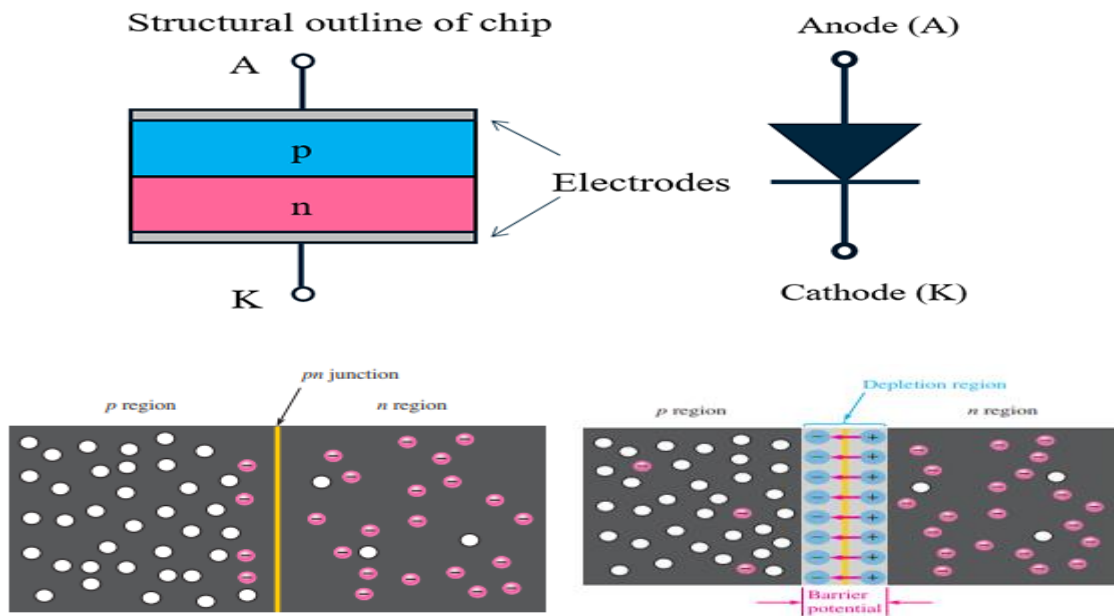 Structural outline of chip
A
p
n
K
Electrodes
Anode (A)
Cathode (K)
pn junction
p region
n region
Depletion region
p region
n region
Barrier
potential